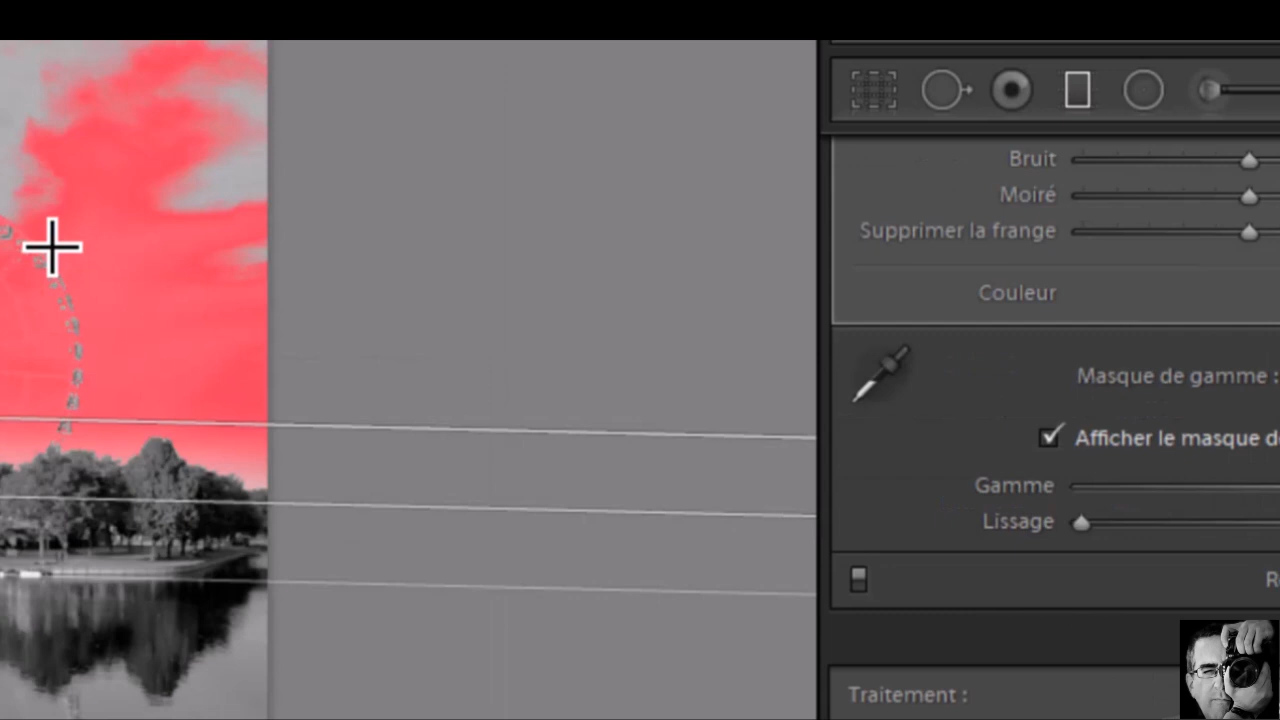 Bruit
Moiré
Supprimer la frange
Couleur
Masque de gamme :
Afficher le masque
Gamme
Lissage
Traitement :